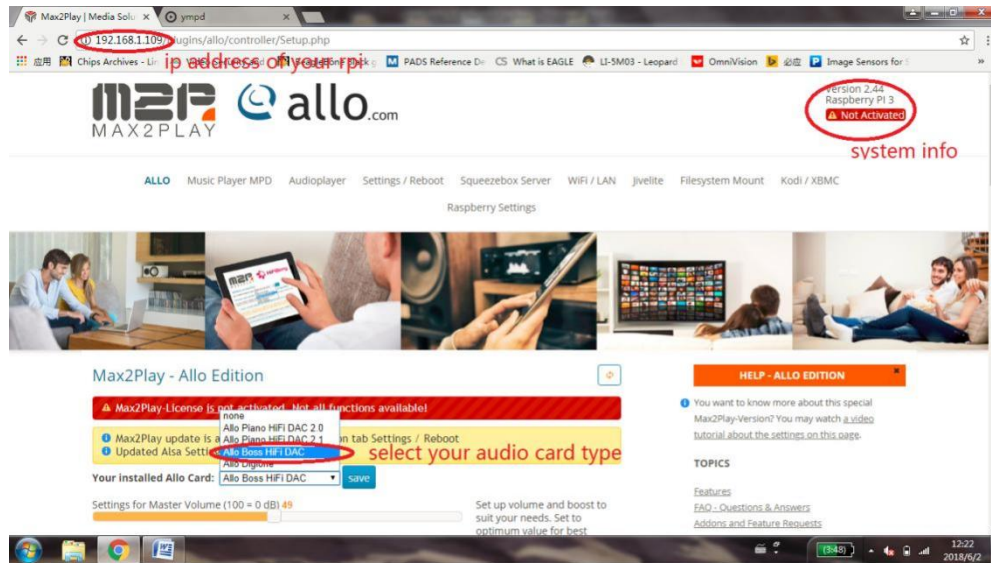 Max2Play | Media Solu
ympd
192.168.1.109/plugins/allo/controller/Setup.php
应用
Chips Archives - Li
PADS Reference De
What is EAGLE
LI-5M03 - Leopard
OmniVision
必应
Image Sensors for
ip address of your rpi
M2P
MAX2PLAY
allo.com
Version 2.44
Raspberry PI 3
Not Activated
system info
ALLO
Music Player MPD
Audioplayer
Settings / Reboot
Squeezebox Server
WiFi / LAN
Jivelite
Filesystem Mount
Kodi / XBMC
Raspberry Settings
Max2Play - Allo Edition
Max2Play-License is not activated. Not all functions available!
Max2Play update is a
on tab Settings / Reboot
Updated Alsa Setti
none
Allo Piano HiFi DAC 2.0
Allo Piano HiFi DAC 2.1
Allo Boss HiFi DAC
Allo Digione
select your audio card type
Your installed Allo Card:
Allo Boss HiFi DAC
save
Settings for Master Volume (100 = 0 dB) 49
Set up volume and boost to
suit your needs. Set to
optimum value for best
HELP - ALLO EDITION
You want to know more about this special
Max2Play-Version? You may watch a video
tutorial about the settings on this page.
TOPICS
Features
FAQ - Questions & Answers
Addons and Feature Requests
(3:48)
12:22
2018/6/2